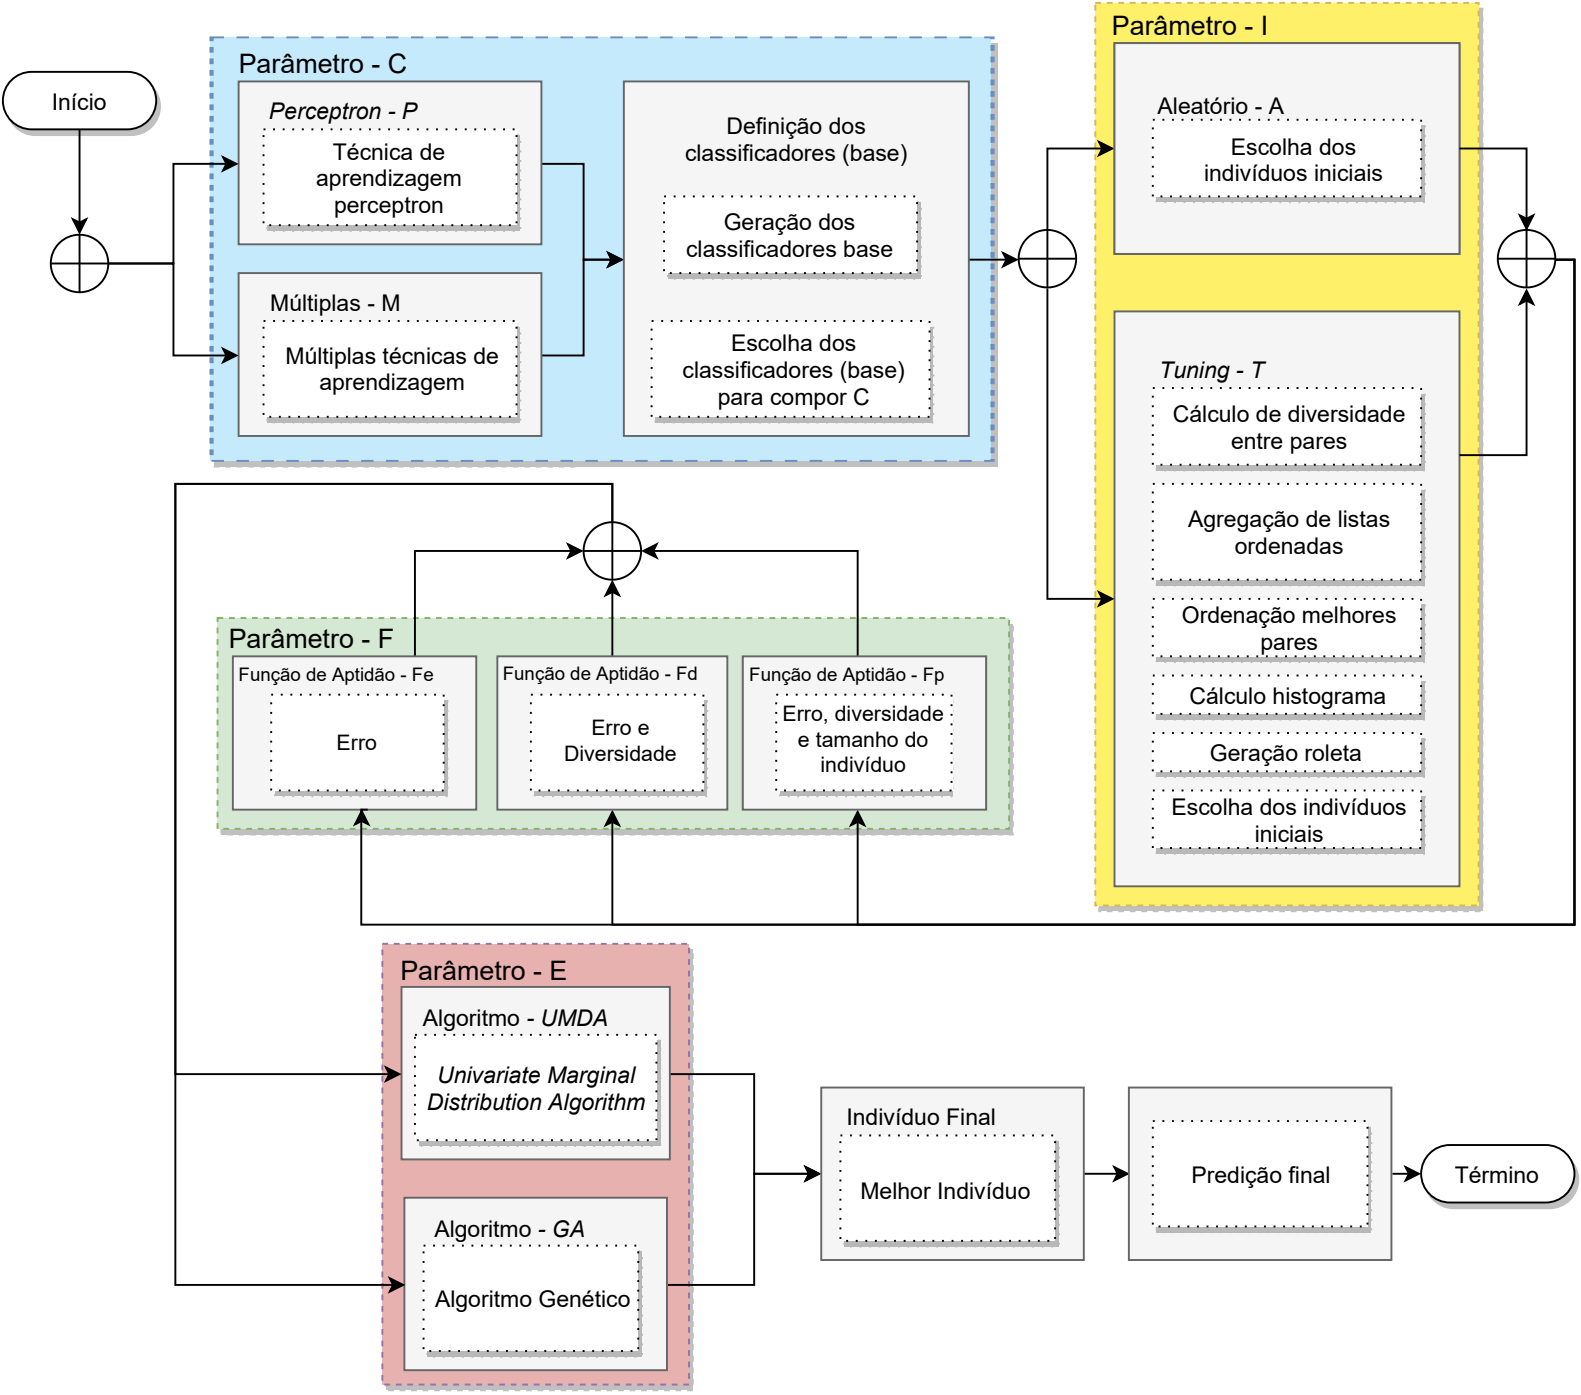 Início
Parâmetro - C
Perceptron - P
Técnica de
aprendizagem
perceptron
Múltiplas - M
Múltiplas técnicas de
aprendizagem
Definição dos
classificadores (base)
Geração dos
classificadores base
Escolha dos
classificadores (base)
para compor C
Parâmetro - I
Aleatório - A
Escolha dos
indivíduos iniciais
Tuning - T
Cálculo de diversidade
entre pares
Agregação de listas
ordenadas
Ordenação melhores
pares
Cálculo histograma
Geração roleta
Escolha dos indivíduos
iniciais
Parâmetro - F
Função de Aptidão - Fe
Erro
Função de Aptidão - Fd
Erro e
Diversidade
Função de Aptidão - Fp
Erro, diversidade
e tamanho do
indivíduo
Parâmetro - E
Algoritmo - UMDA
Univariate Marginal
Distribution Algorithm
Algoritmo - GA
Algoritmo Genético
Indivíduo Final
Melhor Indivíduo
Predição final
Término